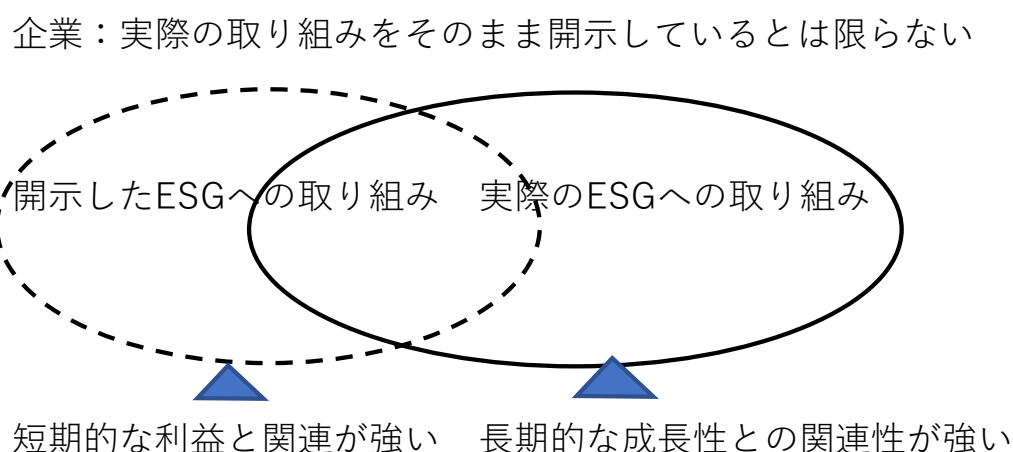 企業：実際の取り組みをそのまま開示しているとは限らない
開示したESGへの取り組み　実際のESGへの取り組み
短期的な利益と関連が強い　長期的な成長性との関連性が強い